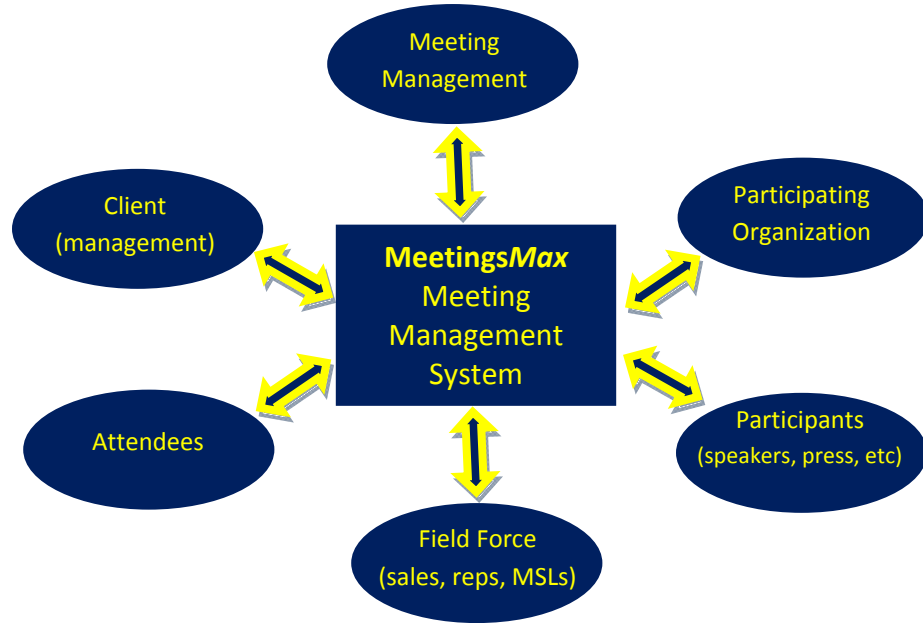 Meeting
Management
Client
(management)
Participating
Organization
MeetingsMax
Meeting
Management
System
Attendees
Participants
(speakers, press, etc)
Field Force
(sales, reps, MSLs)